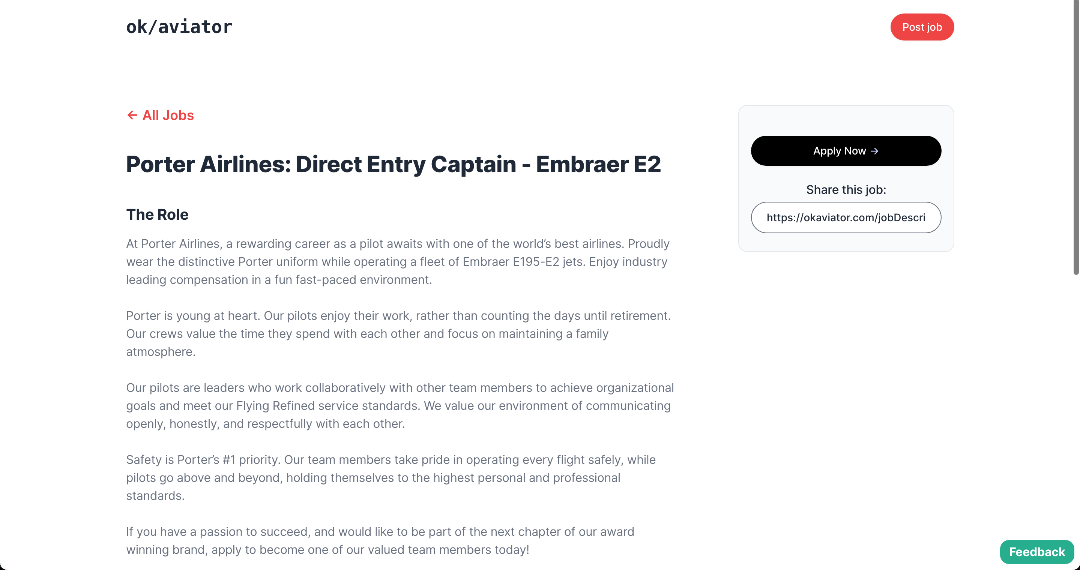 ok/aviator
Post job
← All Jobs
Porter Airlines: Direct Entry Captain - Embraer E2
The Role
At Porter Airlines, a rewarding career as a pilot awaits with one of the world’s best airlines. Proudly
wear the distinctive Porter uniform while operating a fleet of Embraer E195-E2 jets. Enjoy industry
leading compensation in a fun fast-paced environment.
Porter is young at heart. Our pilots enjoy their work, rather than counting the days until retirement.
Our crews value the time they spend with each other and focus on maintaining a family
atmosphere.
Our pilots are leaders who work collaboratively with other team members to achieve organizational
goals and meet our Flying Refined service standards. We value our environment of communicating
openly, honestly, and respectfully with each other.
Safety is Porter’s #1 priority. Our team members take pride in operating every flight safely, while
pilots go above and beyond, holding themselves to the highest personal and professional
standards.
If you have a passion to succeed, and would like to be part of the next chapter of our award
winning brand, apply to become one of our valued team members today!
Apply Now →
Share this job:
https://okaviator.com/jobDescri
Feedback